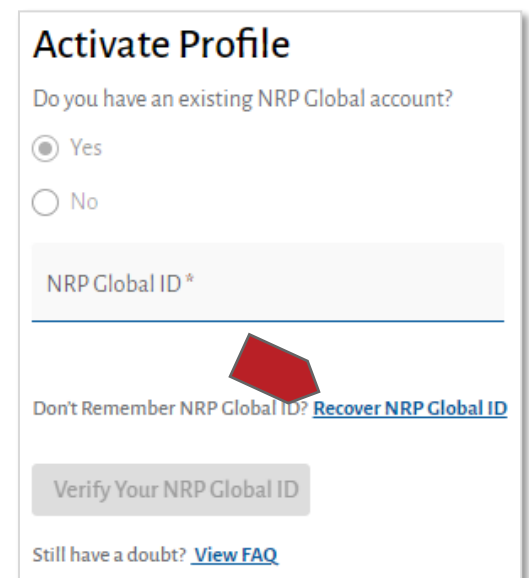 Activate Profile
Do you have an existing NRP Global account?
Yes
No
NRP Global ID *
Don't Remember NRP Global ID? Recover NRP Global ID
Verify Your NRP Global ID
Still have a doubt? View FAQ